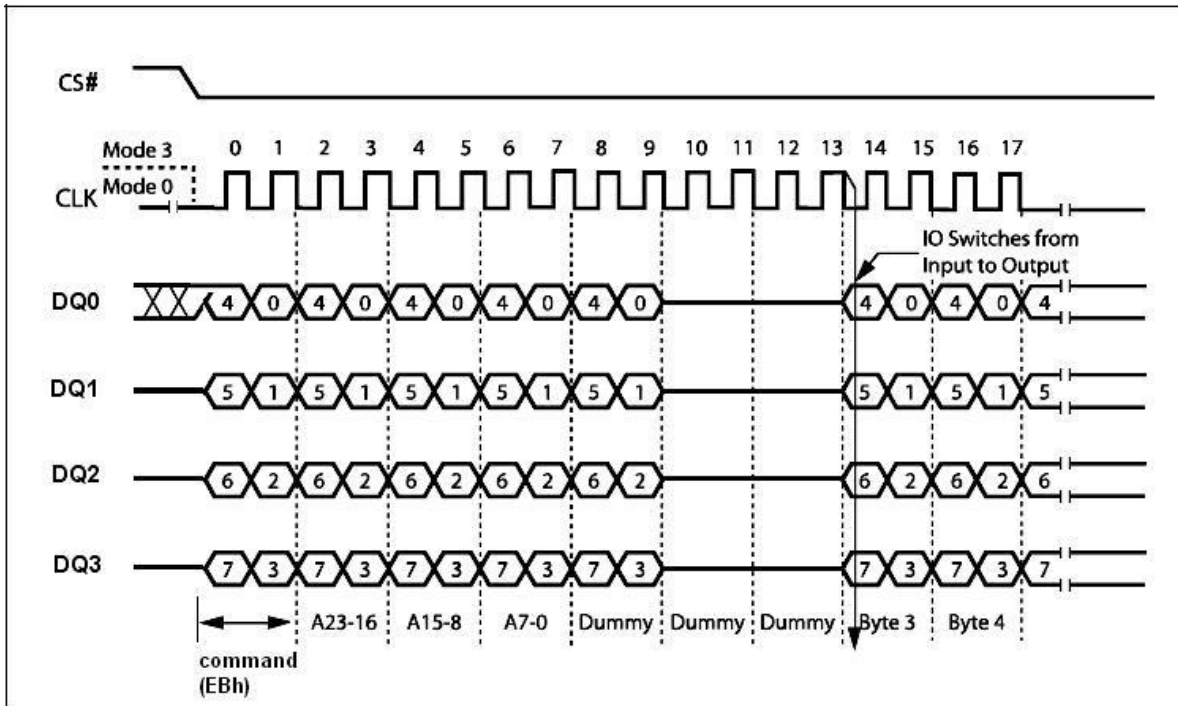 CS#
Mode 3
0 1 2 3 4 5 6 7 8 9 10 11 12 13 14 15 16 17
CLK
Mode 0
IO Switches from
Input to Output
DQ0
4 0 4 0 4 0 4 0 4 0 4 0 4 0 4
DQ1
5 1 5 1 5 1 5 1 5 1 5 1 5 1 5
DQ2
6 2 6 2 6 2 6 2 6 2 6 2 6 2 6
DQ3
7 3 7 3 7 3 7 3 7 3 7 3 7 3 7
A23-16 A15-8 A7-0 Dummy Dummy Dummy Byte 3 Byte 4
command
(EBh)